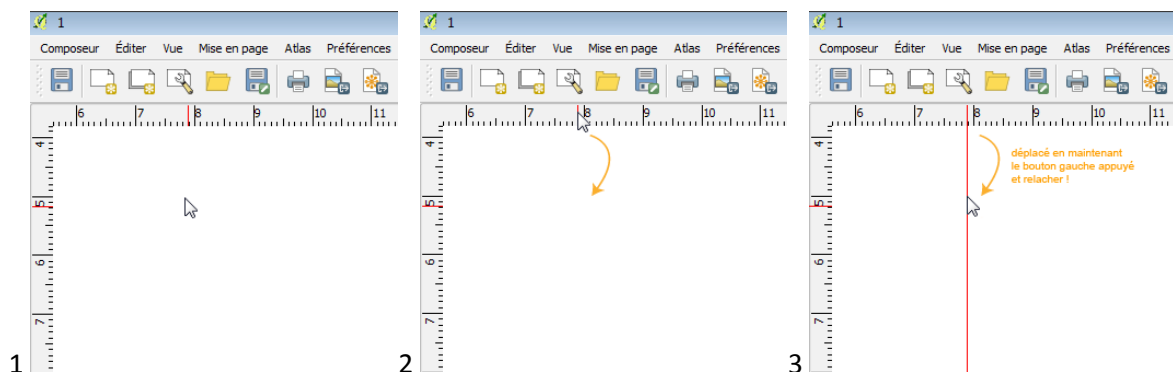 1
Composeur Éditer Vue Mise en page Atlas Préférences
6 7 8 9 10 11
4
5
6
7
1
1
Composeur Éditer Vue Mise en page Atlas Préférences
6 7 8 9 10 11
4
5
6
7
2
1
Composeur Éditer Vue Mise en page Atlas Préférences
6 7 8 9 10 11
déplacé en maintenant
le bouton gauche appuyé
et relacher !
4
5
6
7
3